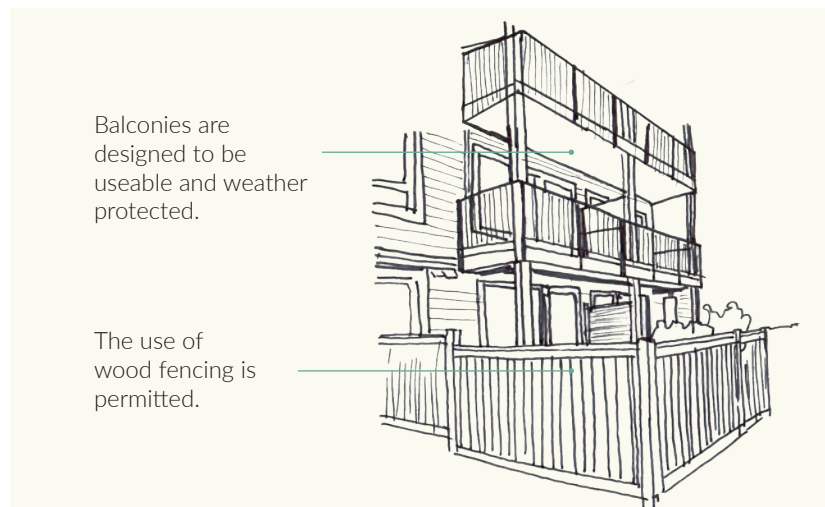 Balconies are
designed to be
useable and weather
protected.
The use of
wood fencing is
permitted.